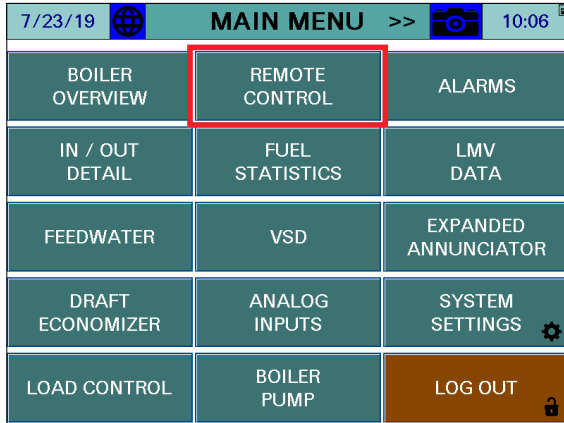 7/23/19 MAIN MENU >> 10:06
BOILER
OVERVIEW
REMOTE
CONTROL
ALARMS
IN / OUT
DETAIL
FUEL
STATISTICS
LMV
DATA
FEEDWATER
VSD
EXPANDED
ANNUNCIATOR
DRAFT
ECONOMIZER
ANALOG
INPUTS
SYSTEM
SETTINGS
LOAD CONTROL
BOILER
PUMP
LOG OUT